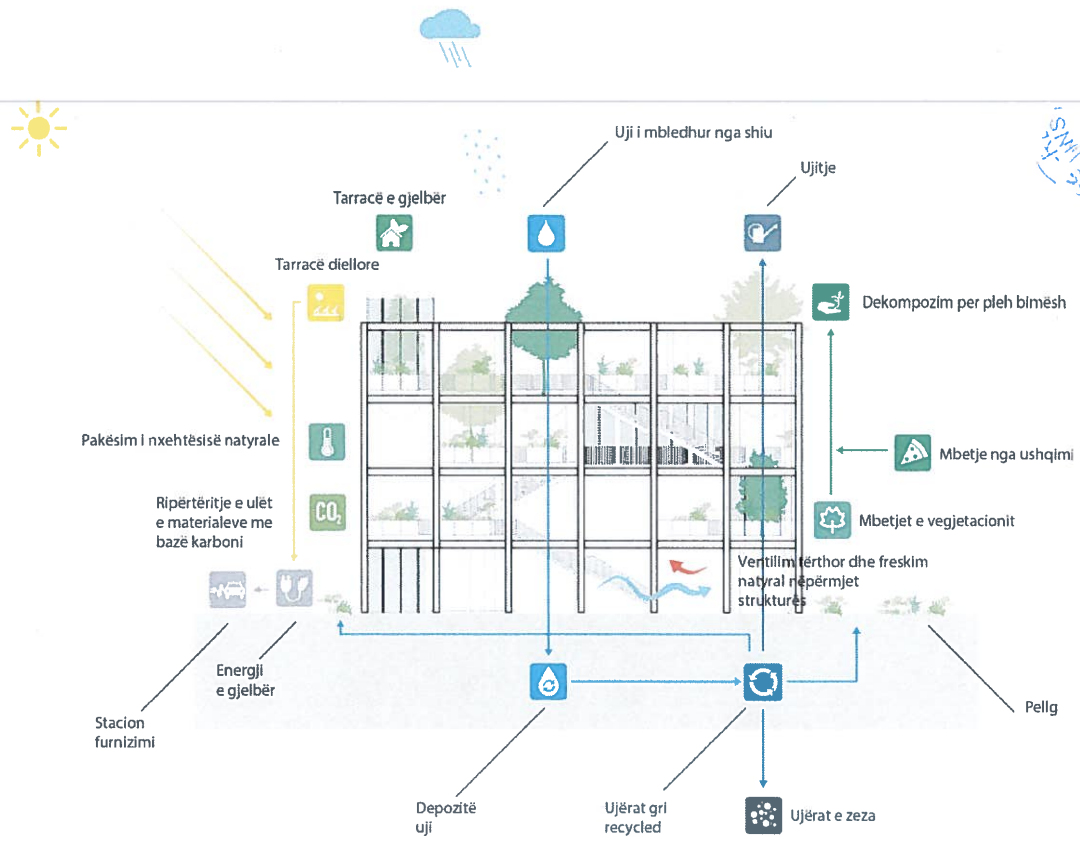 Uji i mbledhur nga shiu
Ujitje
Tarracë e gjelbër
Tarracë diellore
Dekompozim per pleh bimësh
Pakësim i nxehtësisë natyrale
Mbetje nga ushqimi
Ripërtëritje e ulët
e materialeve me
bazë karboni
CO₂
Mbetjet e vegjetacionit
Ventilim tërthor dhe freskim
natyral nëpërmjet
strukturës
Energji
e gjelbër
Stacion
furnizimi
Pellg
Depozitë
uji
Ujërat gri
recycled
Ujërat e zeza